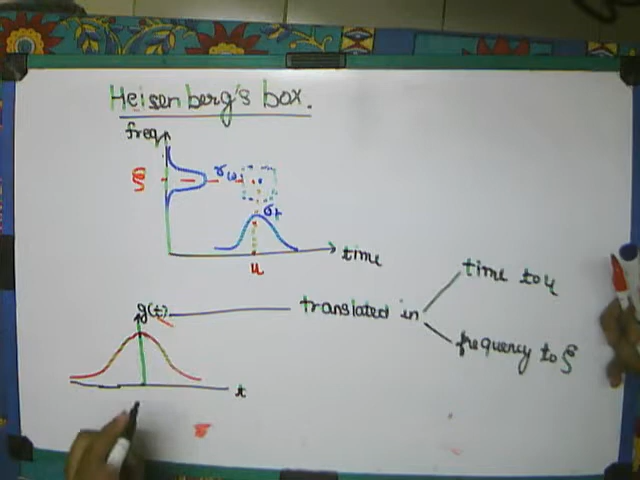 Heisenberg's box.
freq
ξ
σω
σt
time
u
g(t)
translated in
time to u
frequency to ξ
t